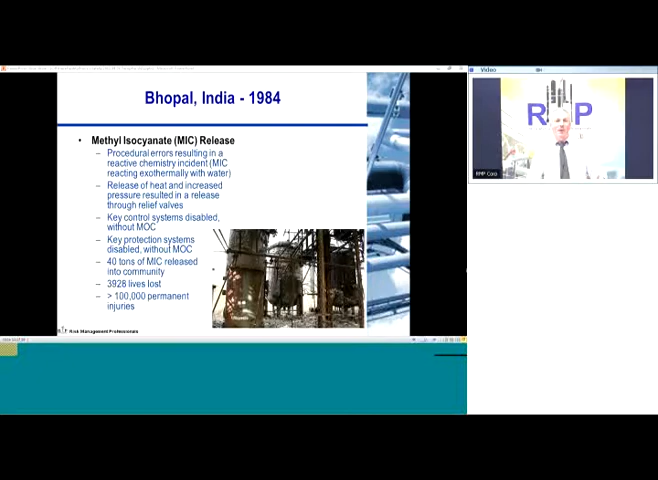 Bhopal, India - 1984
• Methyl Isocyanate (MIC) Release
– Procedural errors resulting in a
reactive chemistry incident (MIC
reacting exothermally with water)
– Release of heat and increased
pressure resulted in a release
through relief valves
– Key control systems disabled,
without MOC
– Key protection systems
disabled, without MOC
– 40 tons of MIC released
into community
– 3928 lives lost
– > 100,000 permanent
injuries
Risk Management Professionals
Video
R P
RMP Corp